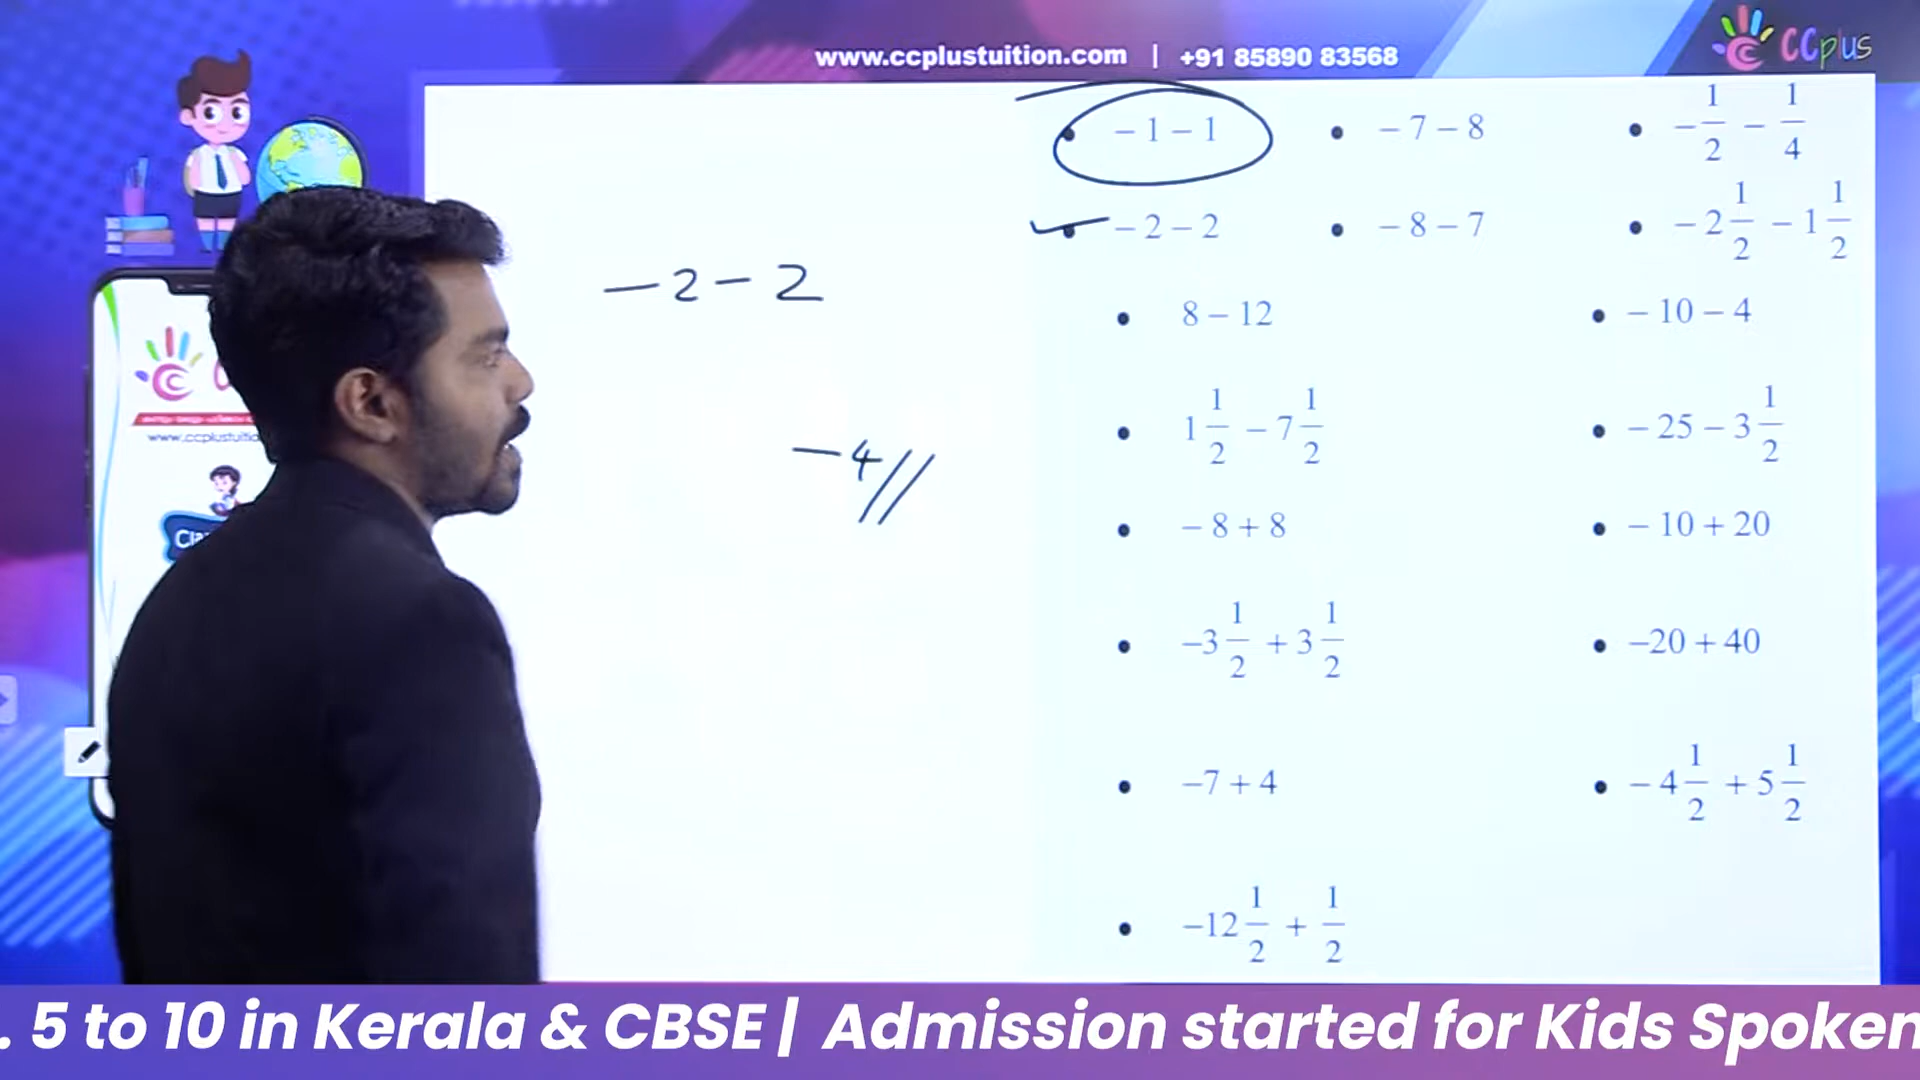 www.ccplustuition.com | +91 85890 83568
CCplus
• – 1 – 1
• – 7 – 8
• –1/2 – 1/4
• – 2 – 2
• – 8 – 7
• – 2 1/2 – 1 1/2
– 2 – 2
• 8 – 12
• – 10 – 4
• 1 1/2 – 7 1/2
• – 25 – 3 1/2
– 4 //
• – 8 + 8
• – 10 + 20
• –3 1/2 + 3 1/2
• –20 + 40
• –7 + 4
• – 4 1/2 + 5 1/2
• –12 1/2 + 1/2
. 5 to 10 in Kerala & CBSE | Admission started for Kids Spoken